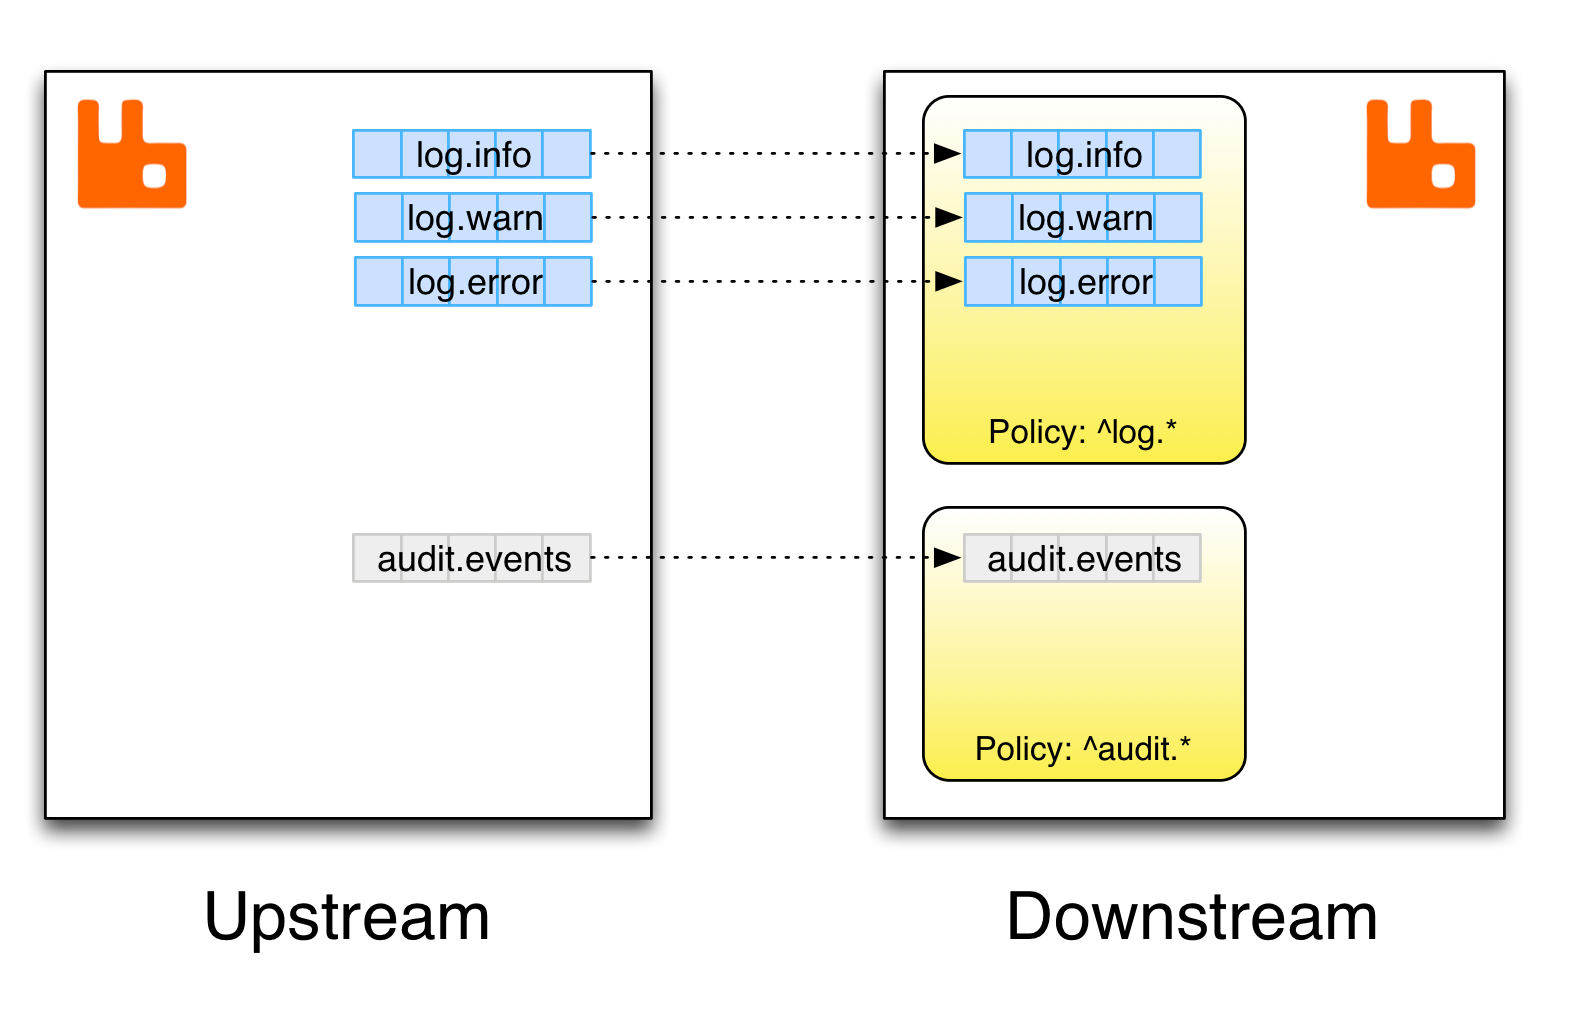 log.info
log.warn
log.error
audit.events
Upstream
log.info
log.warn
log.error
Policy: ^log.*
audit.events
Policy: ^audit.*
Downstream